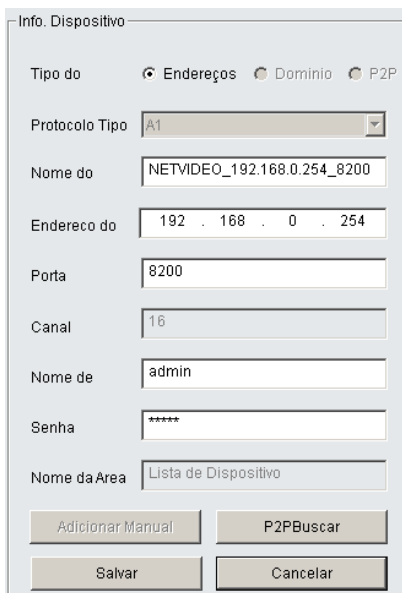 Info. Dispositivo
Tipo do Endereços Dominio P2P
Protocolo Tipo A1
Nome do NETVIDEO_192.168.0.254_8200
Endereco do 192 . 168 . 0 . 254
Porta 8200
Canal 16
Nome de admin
Senha *****
Nome da Area Lista de Dispositivo
Adicionar Manual P2PBuscar
Salvar Cancelar